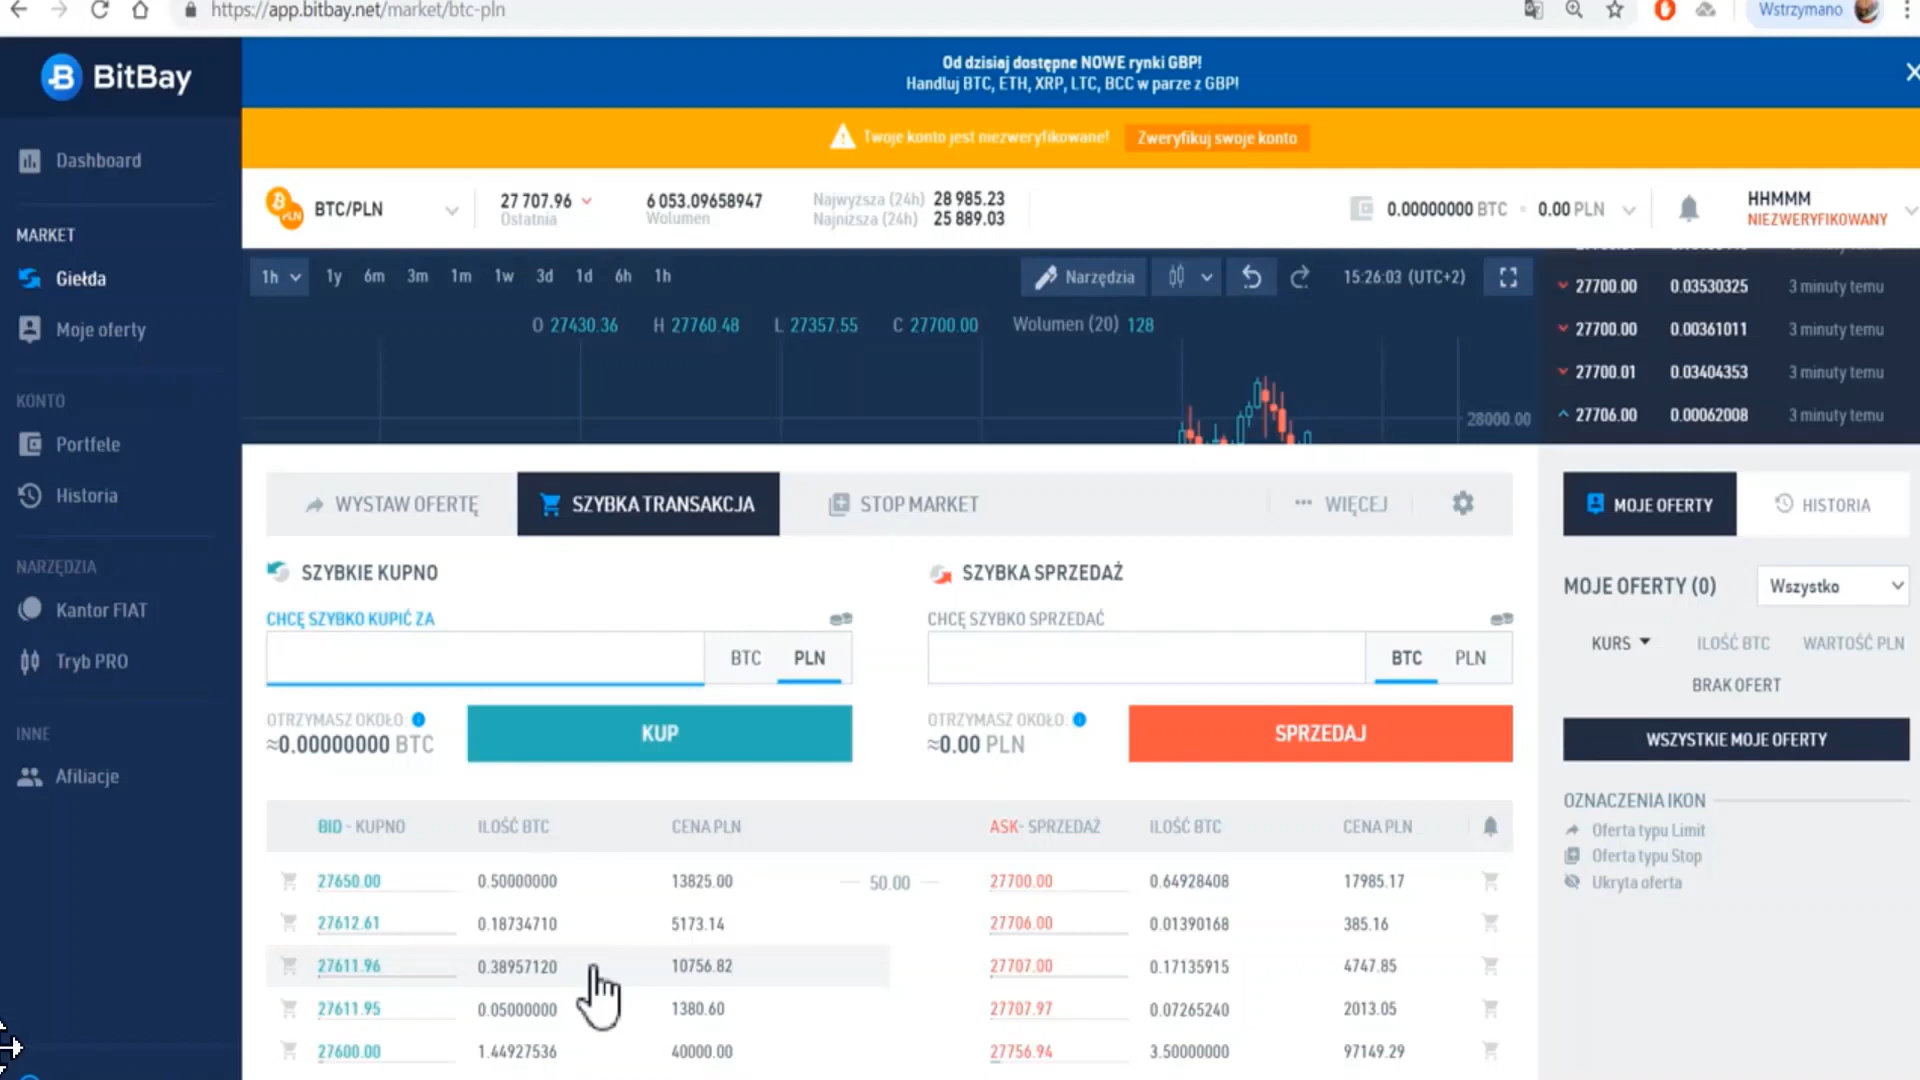 https://app.bitbay.net/market/btc-pln
Wstrzymano
BitBay
Od dzisiaj dostępne NOWE rynki GBP!
Handluj BTC, ETH, XRP, LTC, BCC w parze z GBP!
Twoje konto jest niezweryfikowane! Zweryfikuj swoje konto
Dashboard
MARKET
Giełda
Moje oferty
KONTO
Portfele
Historia
NARZĘDZIA
Kantor FIAT
Tryb PRO
INNE
Afiliacje
BTC/PLN
27 707.96
Ostatnia
6 053.09658947
Wolumen
Najwyższa (24h) 28 985.23
Najniższa (24h) 25 889.03
0.00000000 BTC 0.00 PLN
HHMMM
NIEZWERYFIKOWANY
1h 1y 6m 3m 1m 1w 3d 1d 6h 1h
Narzędzia
15:26:03 (UTC+2)
O 27430.36 H 27760.48 L 27357.55 C 27700.00 Wolumen (20) 128
28000.00
27700.00 0.03530325 3 minuty temu
27700.00 0.00361011 3 minuty temu
27700.01 0.03404353 3 minuty temu
27706.00 0.00062008 3 minuty temu
WYSTAW OFERTĘ SZYBKA TRANSAKCJA STOP MARKET ••• WIĘCEJ
SZYBKIE KUPNO
CHCĘ SZYBKO KUPIĆ ZA
BTC PLN
OTRZYMASZ OKOŁO:
≈0.00000000 BTC
KUP
SZYBKA SPRZEDAŻ
CHCĘ SZYBKO SPRZEDAĆ
BTC PLN
OTRZYMASZ OKOŁO:
≈0.00 PLN
SPRZEDAJ
BID - KUPNO ILOŚĆ BTC CENA PLN ASK- SPRZEDAŻ ILOŚĆ BTC CENA PLN
27650.00 0.50000000 13825.00 50.00 27700.00 0.64928408 17985.17
27612.61 0.18734710 5173.14 27706.00 0.01390168 385.16
27611.96 0.38957120 10756.82 27707.00 0.17135915 4747.85
27611.95 0.05000000 1380.60 27707.97 0.07265240 2013.05
27600.00 1.44927536 40000.00 27756.94 3.50000000 97149.29
MOJE OFERTY HISTORIA
MOJE OFERTY (0) Wszystko
KURS ILOŚĆ BTC WARTOŚĆ PLN
BRAK OFERT
WSZYSTKIE MOJE OFERTY
OZNACZENIA IKON
Oferta typu Limit
Oferta typu Stop
Ukryta oferta